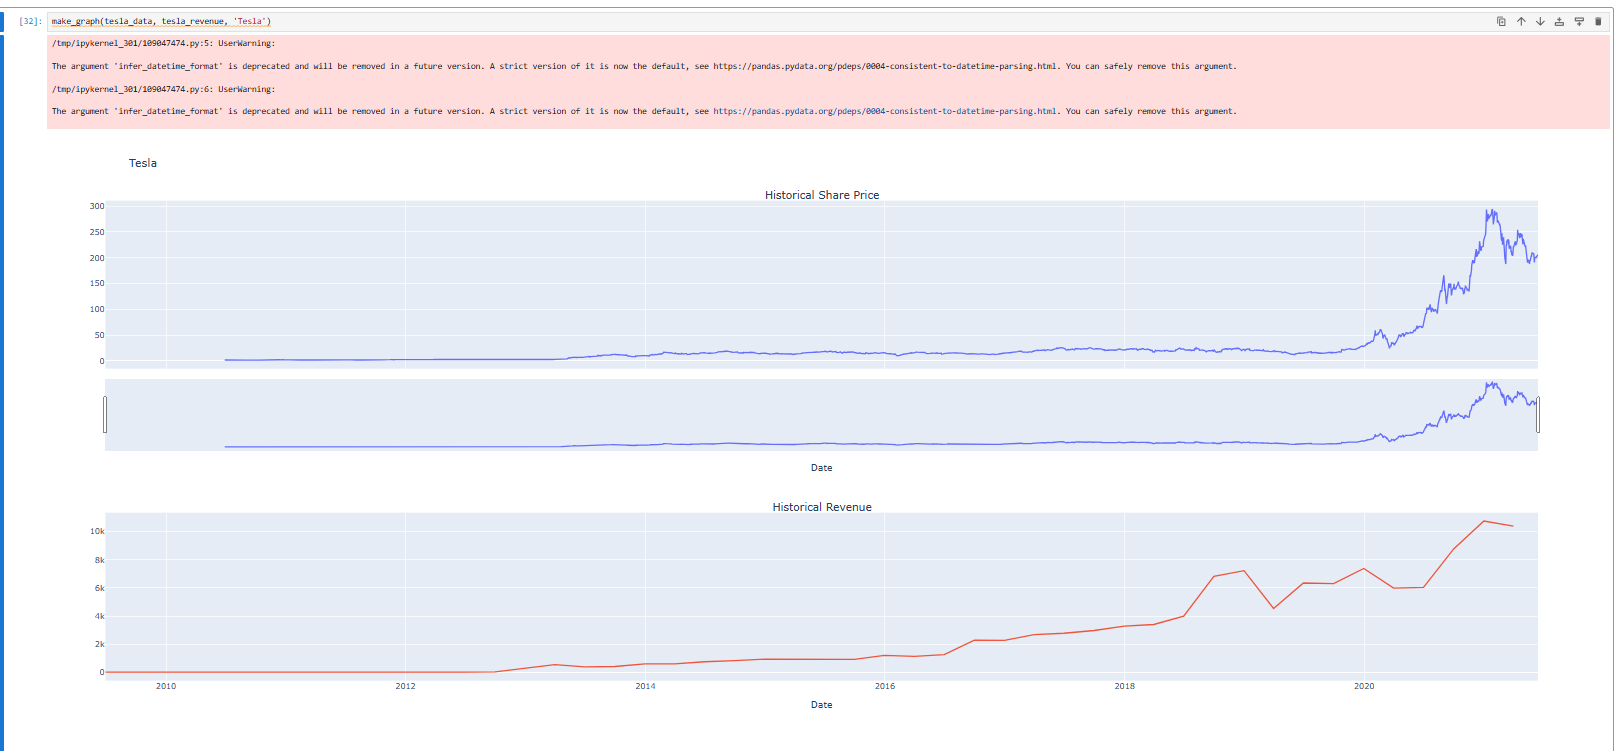 [32]: make_graph(tesla_data, tesla_revenue, 'Tesla')
/tmp/ipykernel_301/109047474.py:5: UserWarning:
The argument 'infer_datetime_format' is deprecated and will be removed in a future version. A strict version of it is now the default, see https://pandas.pydata.org/pdeps/0004-consistent-to-datetime-parsing.html. You can safely remove this argument.
/tmp/ipykernel_301/109047474.py:6: UserWarning:
The argument 'infer_datetime_format' is deprecated and will be removed in a future version. A strict version of it is now the default, see https://pandas.pydata.org/pdeps/0004-consistent-to-datetime-parsing.html. You can safely remove this argument.
Tesla
Historical Share Price
300
250
200
150
100
50
0
Date
Historical Revenue
10k
8k
6k
4k
2k
0
2010 2012 2014 2016 2018 2020
Date